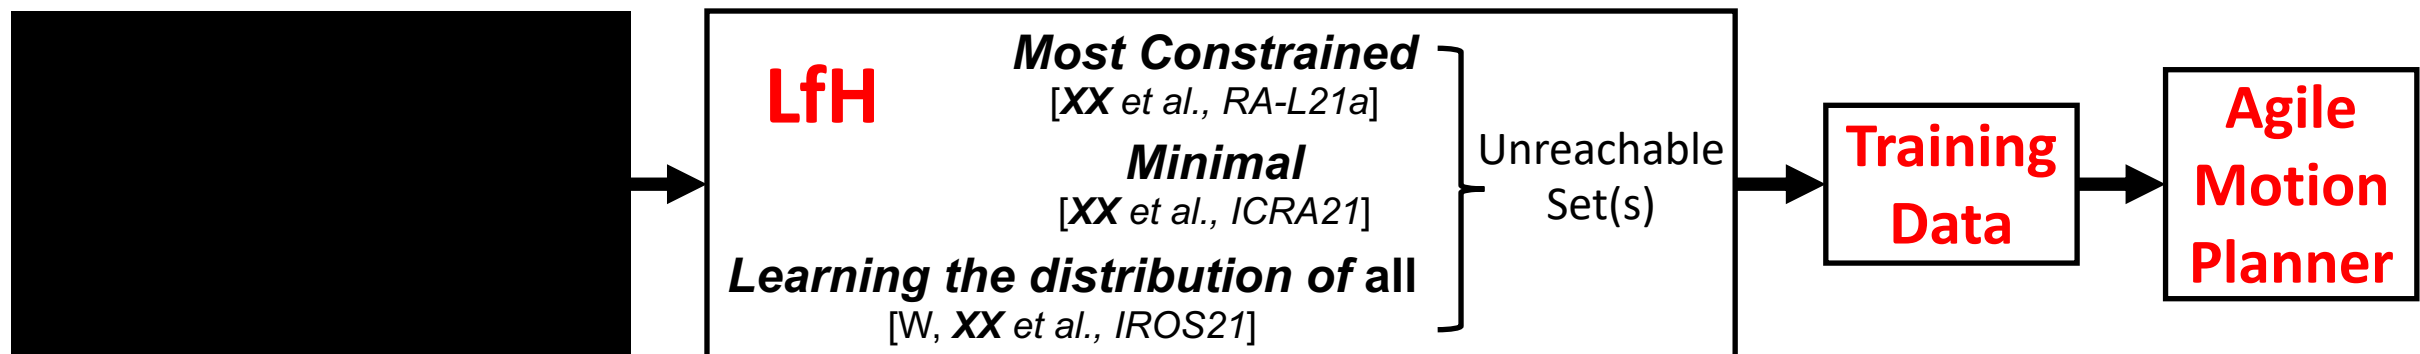 LfH
Most Constrained
[XX et al., RA-L21a]
Minimal
[XX et al., ICRA21]
Learning the distribution of all
[W, XX et al., IROS21]
Unreachable
Set(s)
Training
Data
Agile
Motion
Planner